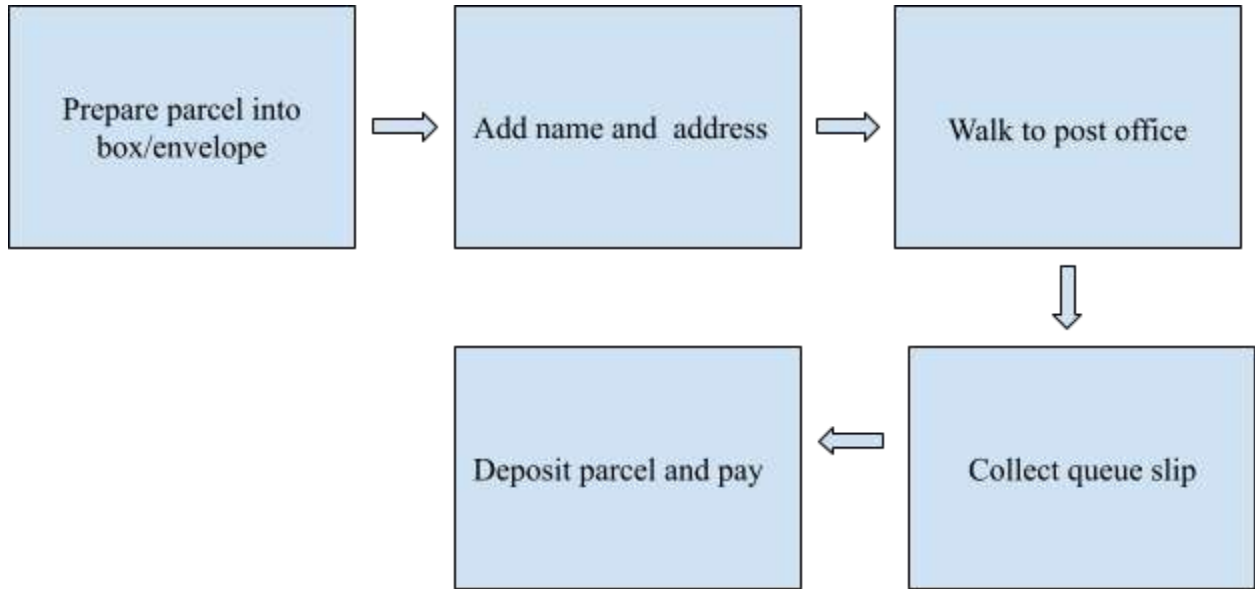 Prepare parcel into
box/envelope
Add name and  address
Walk to post office
Collect queue slip
Deposit parcel and pay